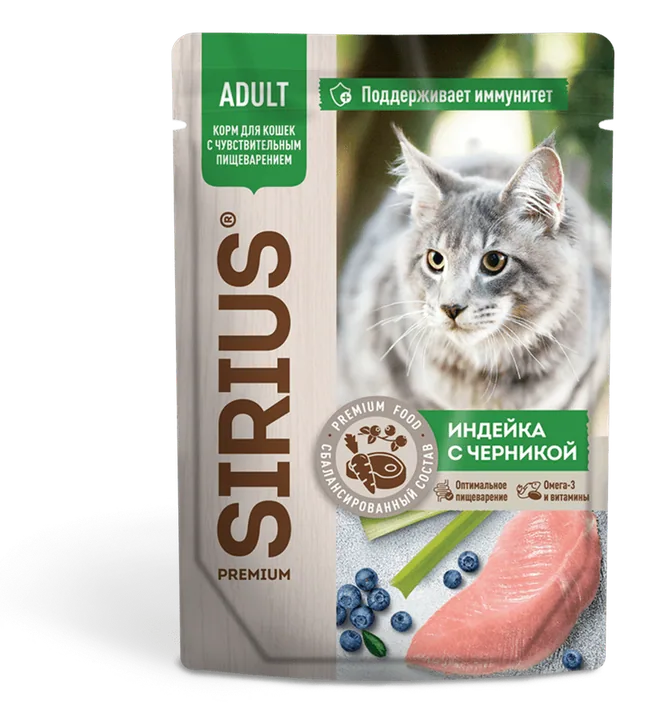 ADULT
КОРМ ДЛЯ КОШЕК
С ЧУВСТВИТЕЛЬНЫМ
ПИЩЕВАРЕНИЕМ
Поддерживает иммунитет
SIRIUS®
PREMIUM
PREMIUM FOOD
СБАЛАНСИРОВАННЫЙ СОСТАВ
ИНДЕЙКА
С ЧЕРНИКОЙ
Оптимальное
пищеварение
Омега-3
и витамины